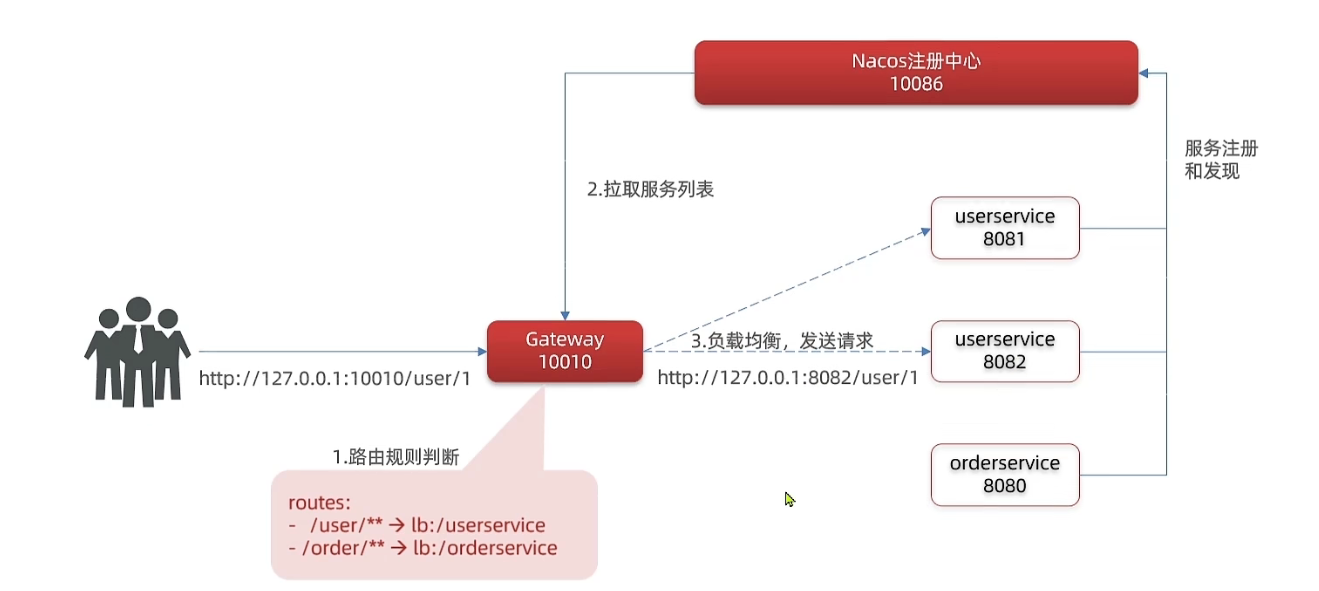 Nacos注册中心
10086
服务注册
和发现
2.拉取服务列表
userservice
8081
Gateway
10010
3.负载均衡，发送请求
userservice
8082
http://127.0.0.1:10010/user/1
http://127.0.0.1:8082/user/1
1.路由规则判断
orderservice
8080
routes:
- /user/** → lb:/userservice
- /order/** → lb:/orderservice